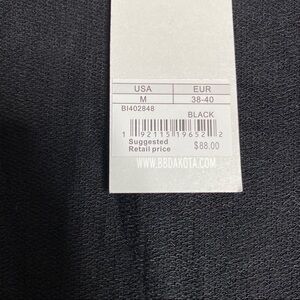 USA EUR
M 38-40
BI402848
BLACK
1 92115 19652 2
Suggested
Retail price $88.00
WWW.BBDAKOTA.COM